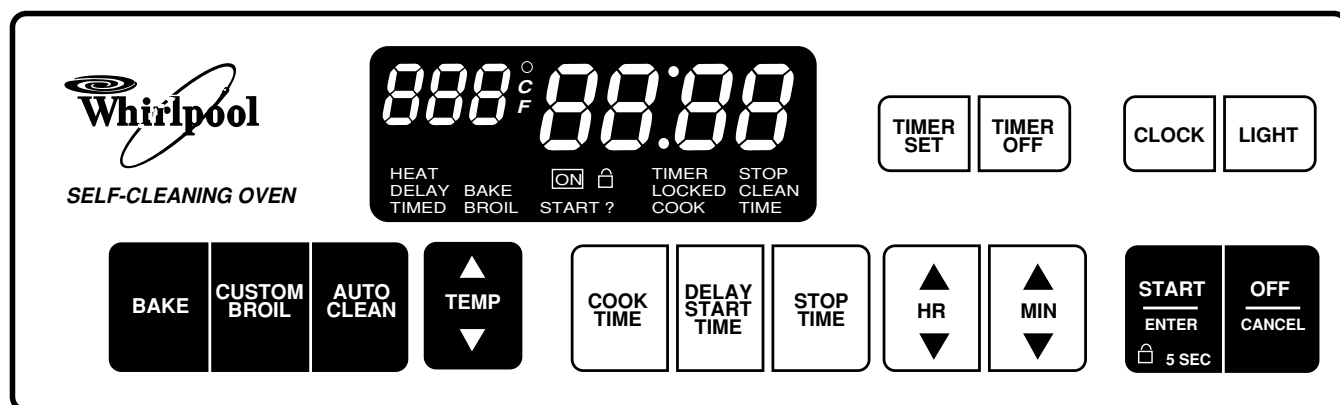 Whirlpool
SELF-CLEANING OVEN
888 °C
F
88:88
HEAT
DELAY BAKE
TIMED BROIL
ON
START ?
TIMER STOP
LOCKED CLEAN
COOK TIME
TIMER
SET
TIMER
OFF
CLOCK
LIGHT
BAKE
CUSTOM
BROIL
AUTO
CLEAN
TEMP
COOK
TIME
DELAY
START
TIME
STOP
TIME
HR
MIN
START
ENTER
5 SEC
OFF
CANCEL